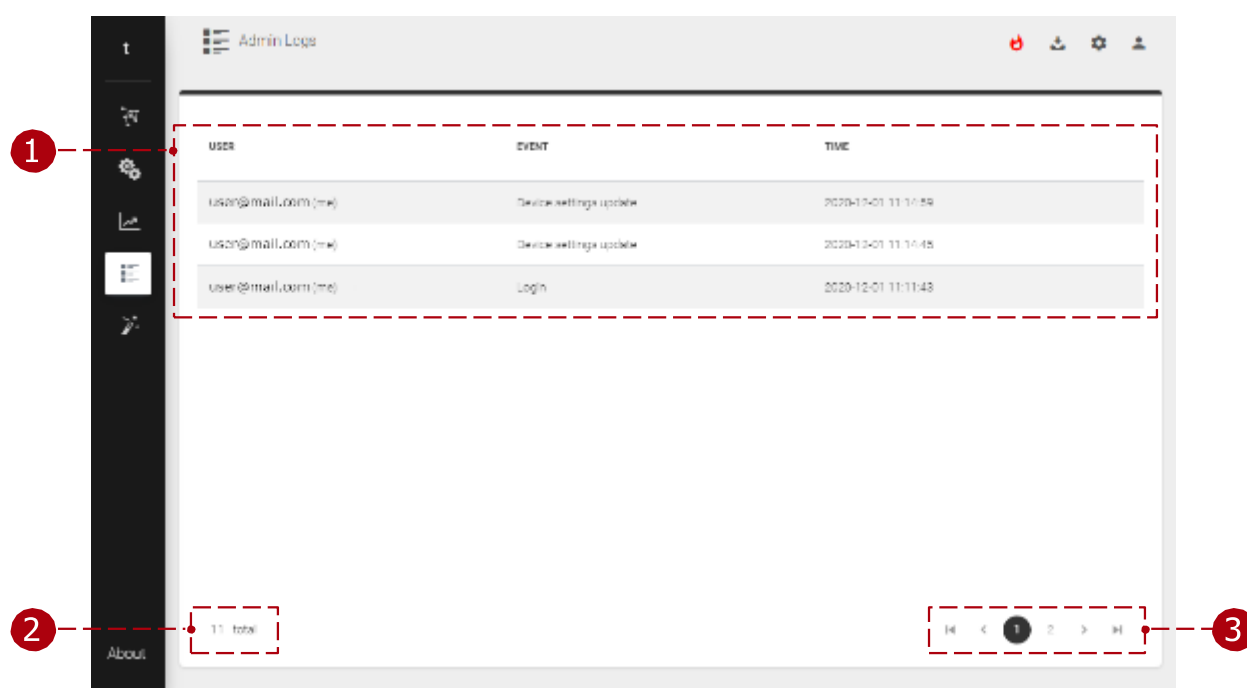 t
Admin Logs
1
USER EVENT TIME
user@mail.com (me) Device settings update 2020-12-01 11:14:59
user@mail.com (me) Device settings update 2020-12-01 11:14:45
user@mail.com (me) Login 2020-12-01 11:11:43
2
11 total
1 2
3
About